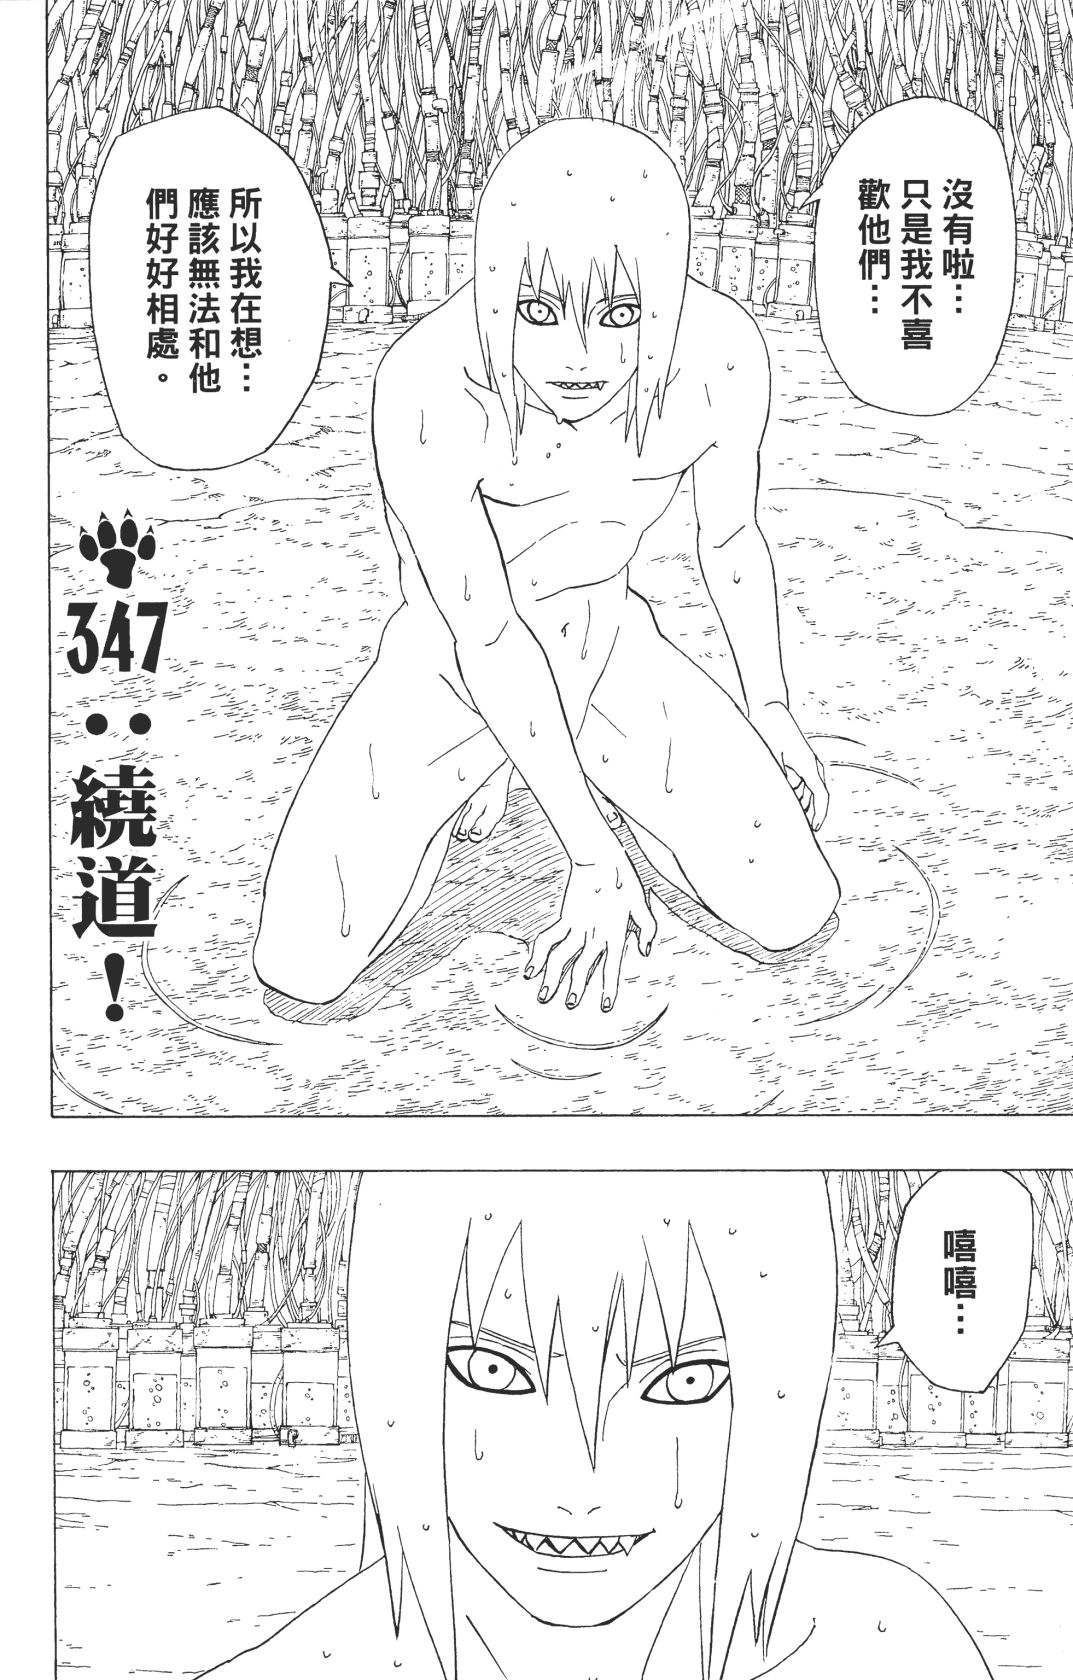 沒有啦…
只是我不喜
歡他們…
所以我在想…
應該無法和他
們好好相處。
347：繞道！
嘻嘻…